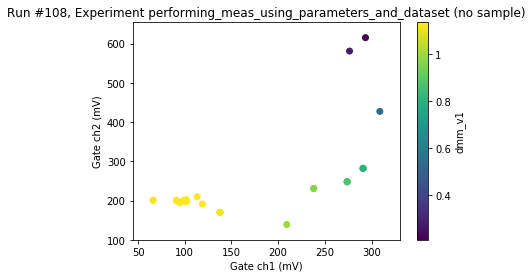 Run #108, Experiment performing_meas_using_parameters_and_dataset (no sample)
600
500
400
300
200
100
Gate ch2 (mV)
50 100 150 200 250 300
Gate ch1 (mV)
1
0.8
0.6
0.4
dmm_v1